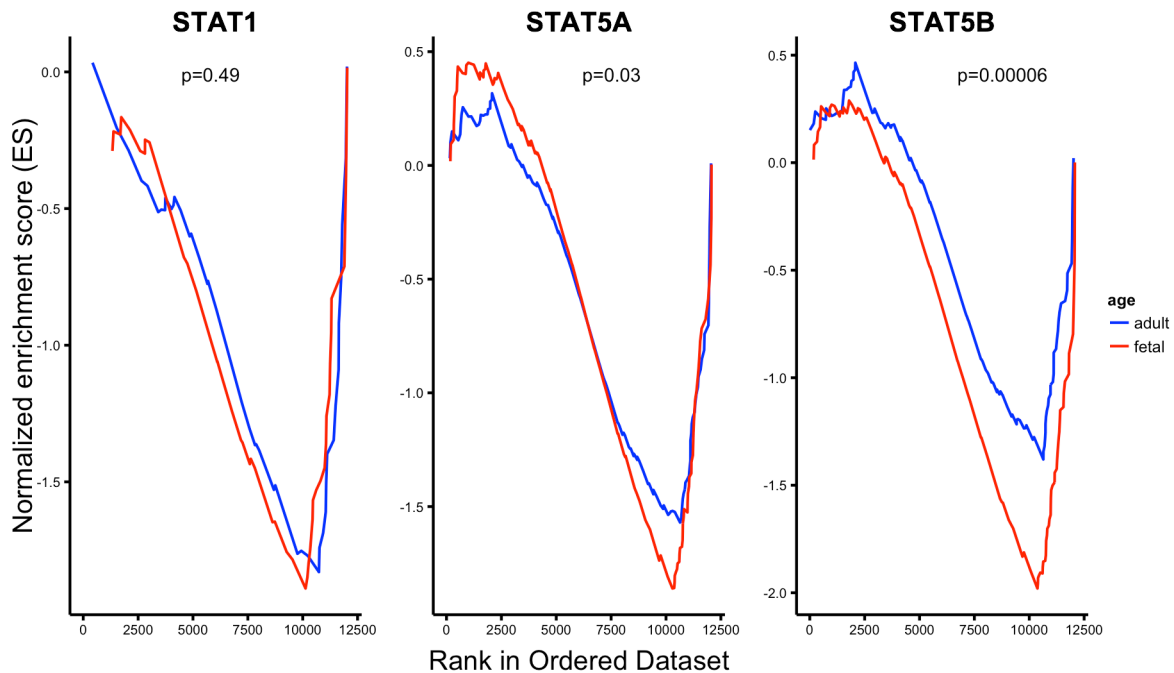 STAT1 STAT5A STAT5B
p=0.49 p=0.03 p=0.00006
Normalized enrichment score (ES)
0.0
-0.5
-1.0
-1.5
0 2500 5000 7500 10000 12500
0.5
0.0
-0.5
-1.0
-1.5
0 2500 5000 7500 10000 12500
0.5
0.0
-0.5
-1.0
-1.5
-2.0
0 2500 5000 7500 10000 12500
Rank in Ordered Dataset
age
adult
fetal